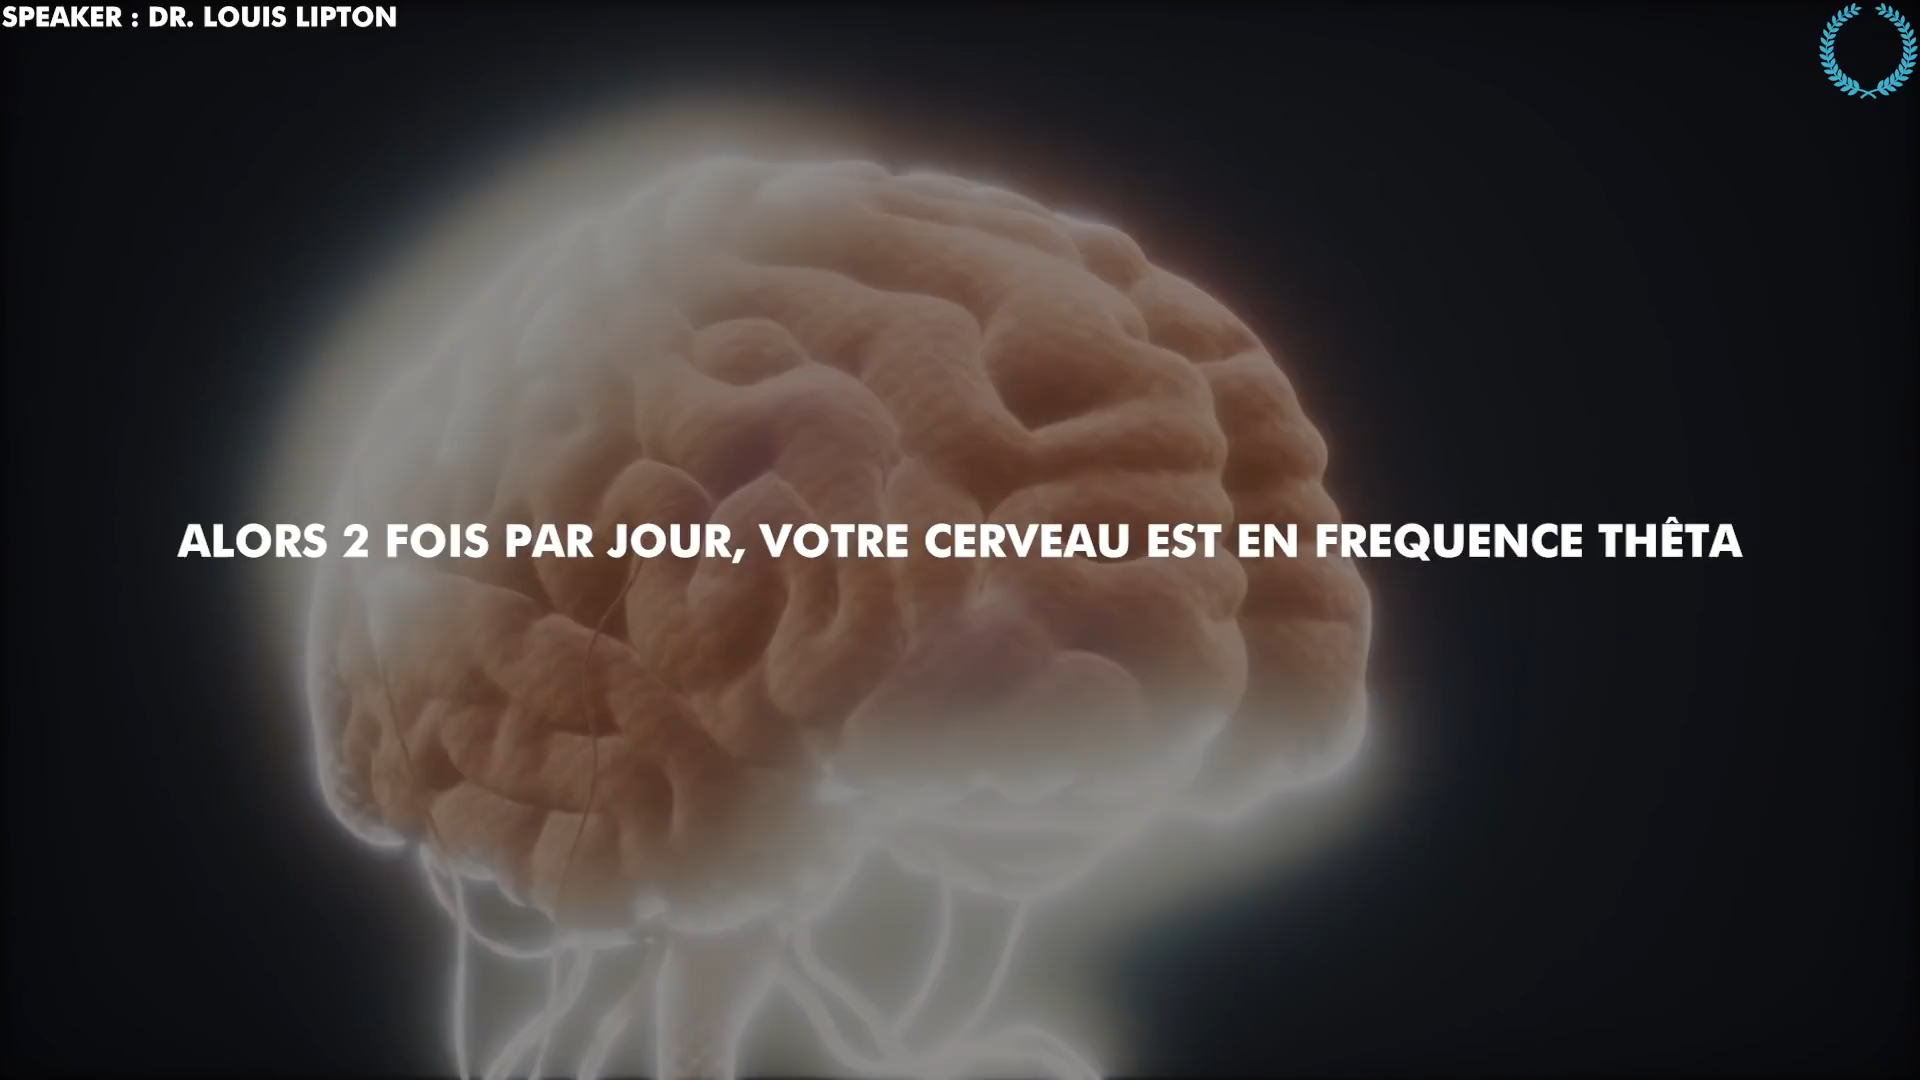 SPEAKER : DR. LOUIS LIPTON
ALORS 2 FOIS PAR JOUR, VOTRE CERVEAU EST EN FREQUENCE THÊTA